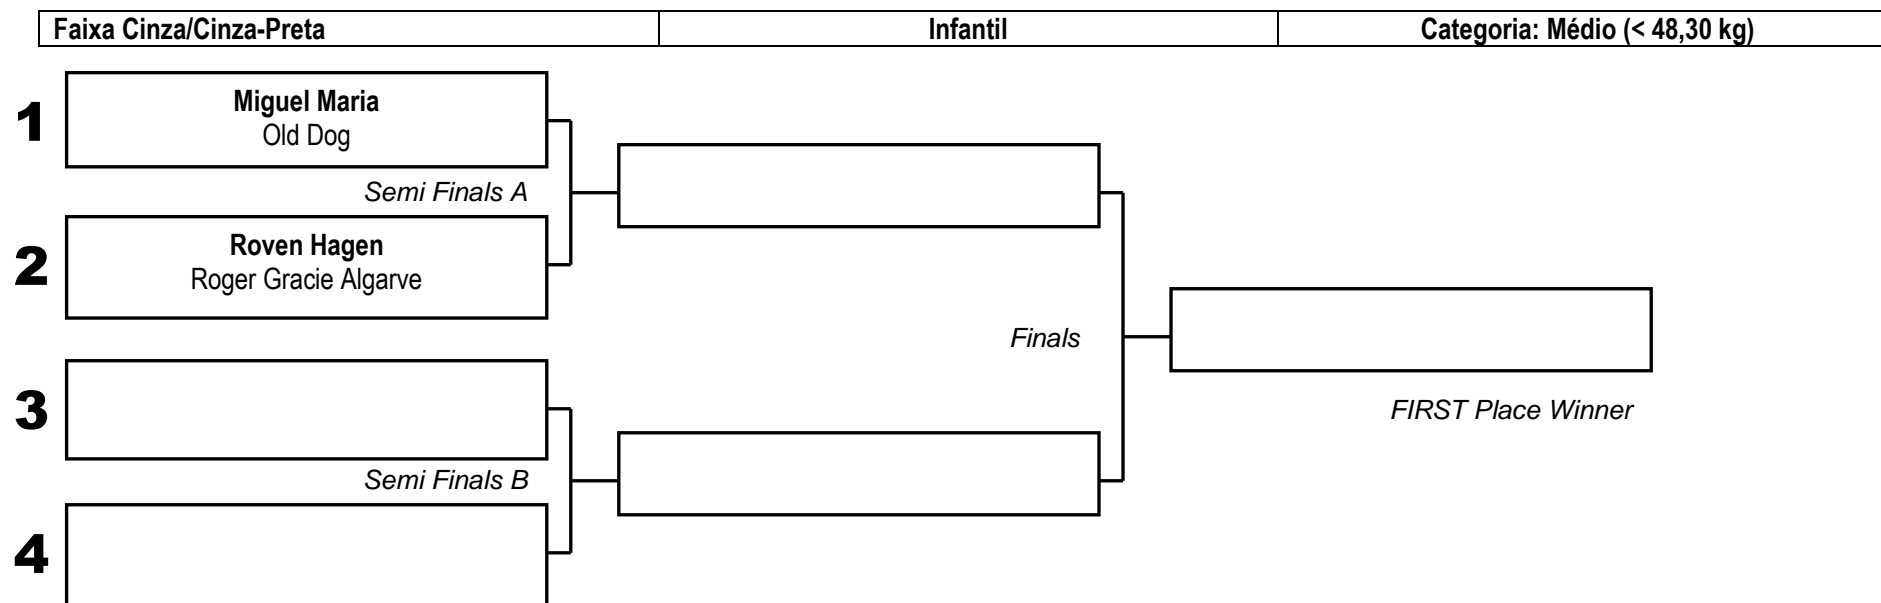 Faixa Cinza/Cinza-Preta Infantil Categoria: Médio (< 48,30 kg)
1
Miguel Maria
Old Dog
Semi Finals A
2
Roven Hagen
Roger Gracie Algarve
Finals
3
FIRST Place Winner
Semi Finals B
4